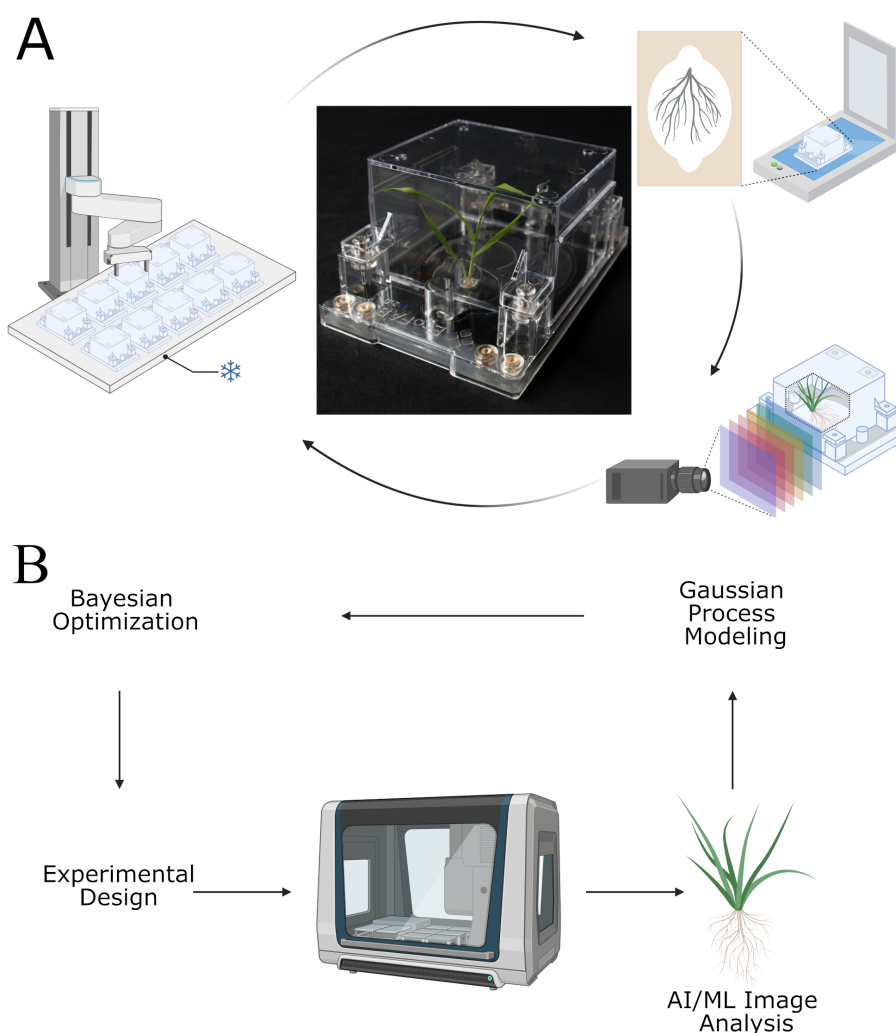 A
B
Bayesian
Optimization
Gaussian
Process
Modeling
Experimental
Design
AI/ML Image
Analysis